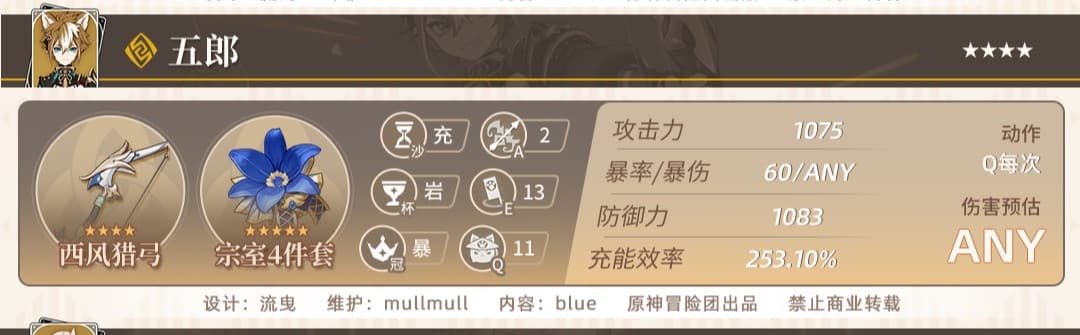 五郎
攻击力 1075
暴率/暴伤 60/ANY
防御力 1083
充能效率 253.10%
动作
Q每次
伤害预估
ANY
沙 充
A 2
杯 岩
E 13
冠 暴
Q 11
西风猎弓
宗室4件套
设计：流曳 维护：mullmull 内容：blue 原神冒险团出品 禁止商业转载